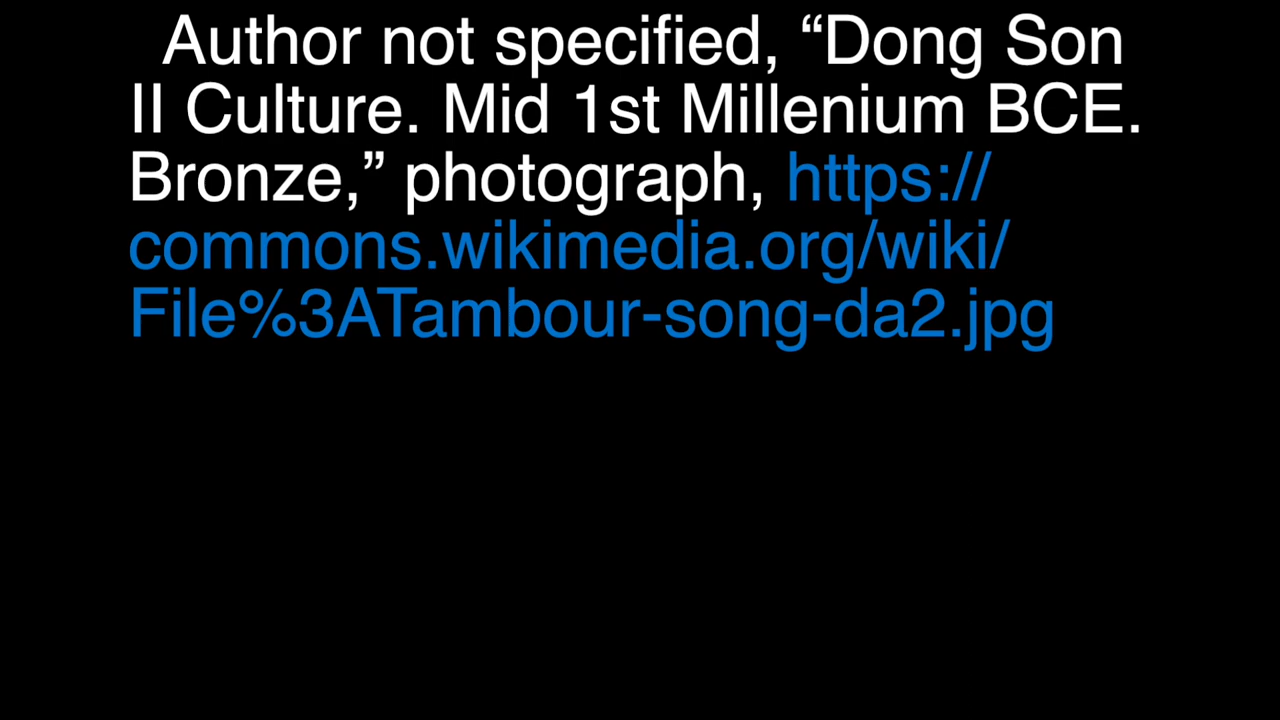 Author not specified, “Dong Son
II Culture. Mid 1st Millenium BCE.
Bronze,” photograph, https://
commons.wikimedia.org/wiki/
File%3ATambour-song-da2.jpg